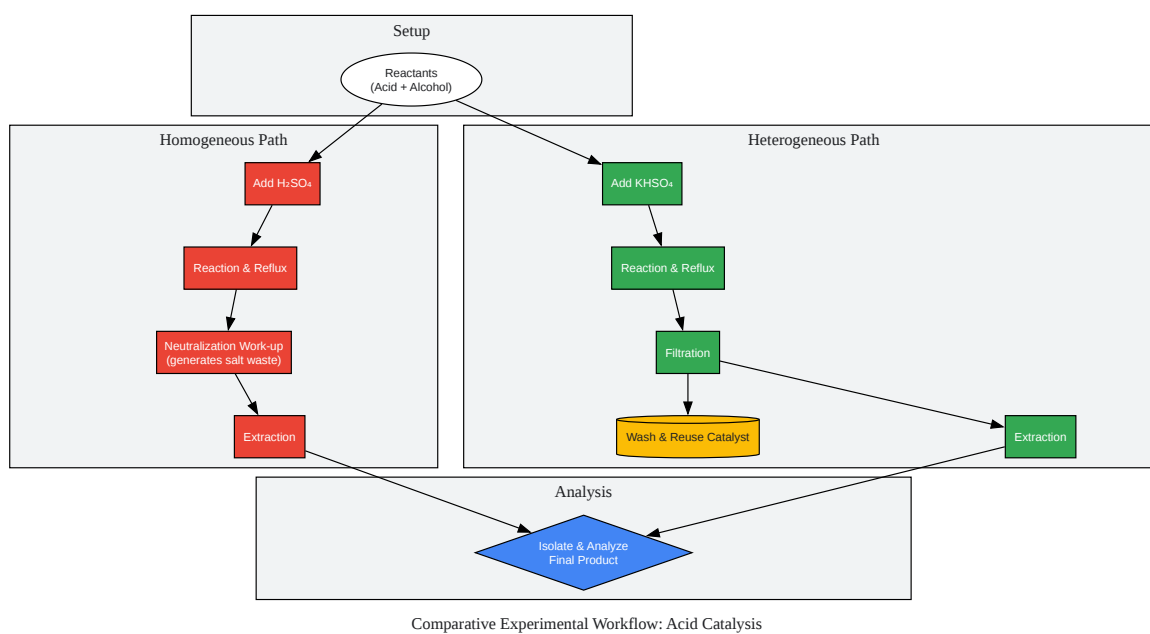 Setup
Reactants
(Acid + Alcohol)
Homogeneous Path
Heterogeneous Path
Add H₂SO₄
Add KHSO₄
Reaction & Reflux
Reaction & Reflux
Neutralization Work-up
(generates salt waste)
Filtration
Extraction
Wash & Reuse Catalyst
Extraction
Analysis
Isolate & Analyze
Final Product
Comparative Experimental Workflow: Acid Catalysis